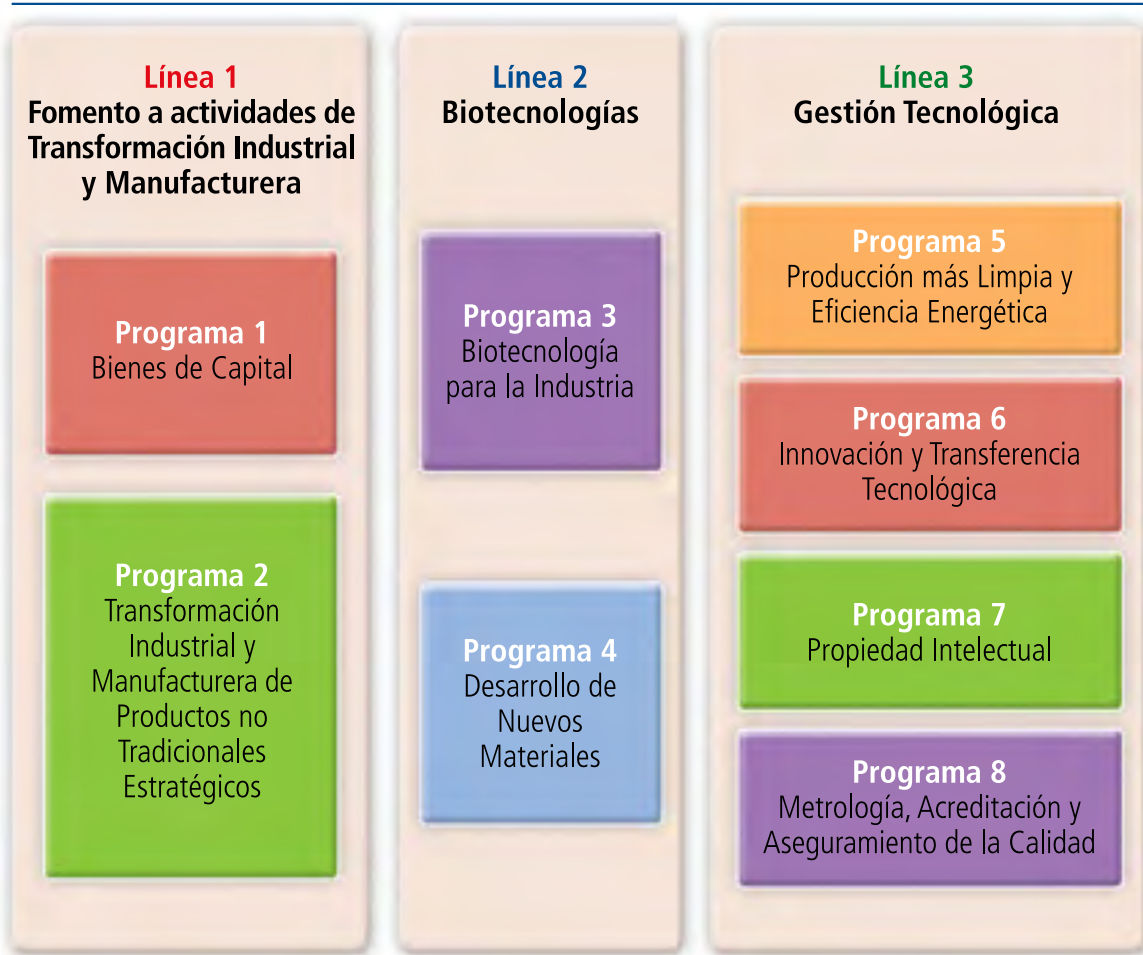 Línea 1
Fomento a actividades de
Transformación Industrial
y Manufacturera
Programa 1
Bienes de Capital
Programa 2
Transformación
Industrial y
Manufacturera de
Productos no
Tradicionales
Estratégicos
Línea 2
Biotecnologías
Programa 3
Biotecnología
para la Industria
Programa 4
Desarrollo de
Nuevos
Materiales
Línea 3
Gestión Tecnológica
Programa 5
Producción más Limpia y
Eficiencia Energética
Programa 6
Innovación y Transferencia
Tecnológica
Programa 7
Propiedad Intelectual
Programa 8
Metrología, Acreditación y
Aseguramiento de la Calidad